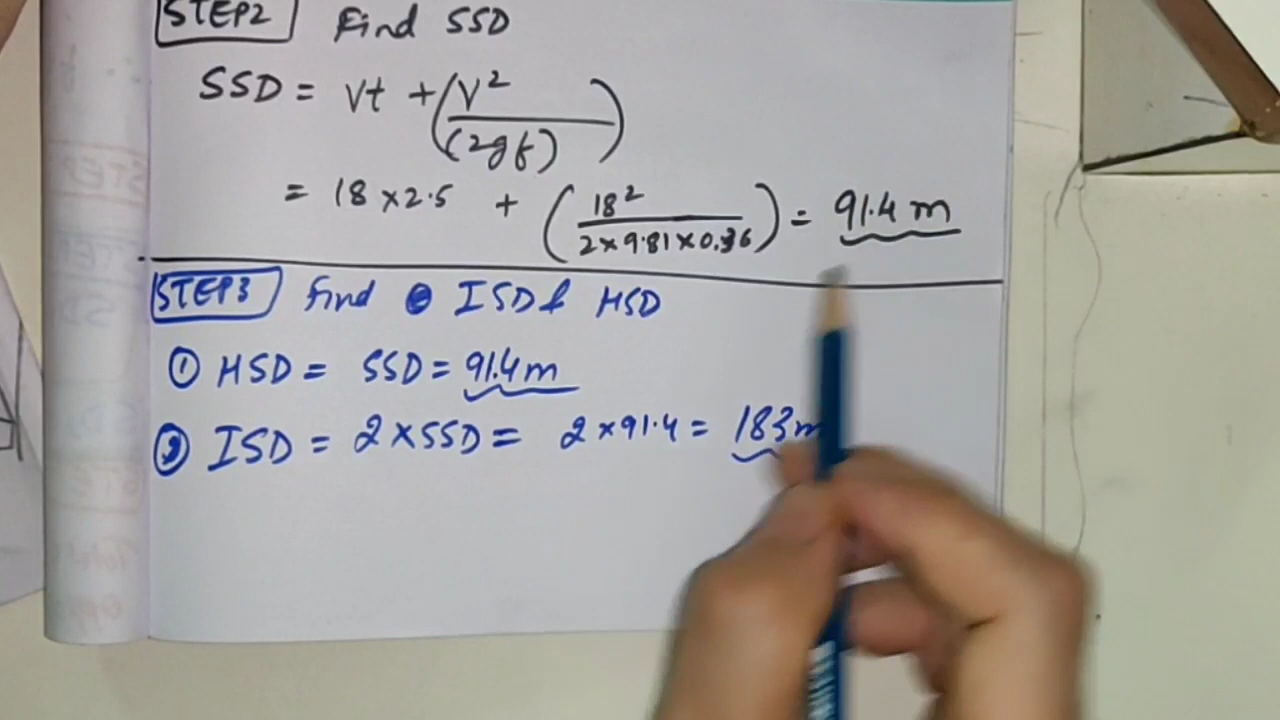 STEP2 Find SSD
SSD = Vt + (V²/(2gf))
= 18 × 2.5 + (18²/2×9.81×0.36) = 91.4 m
STEP3 Find ISD & HSD
① HSD = SSD = 91.4m
② ISD = 2 × SSD = 2 × 91.4 = 183m